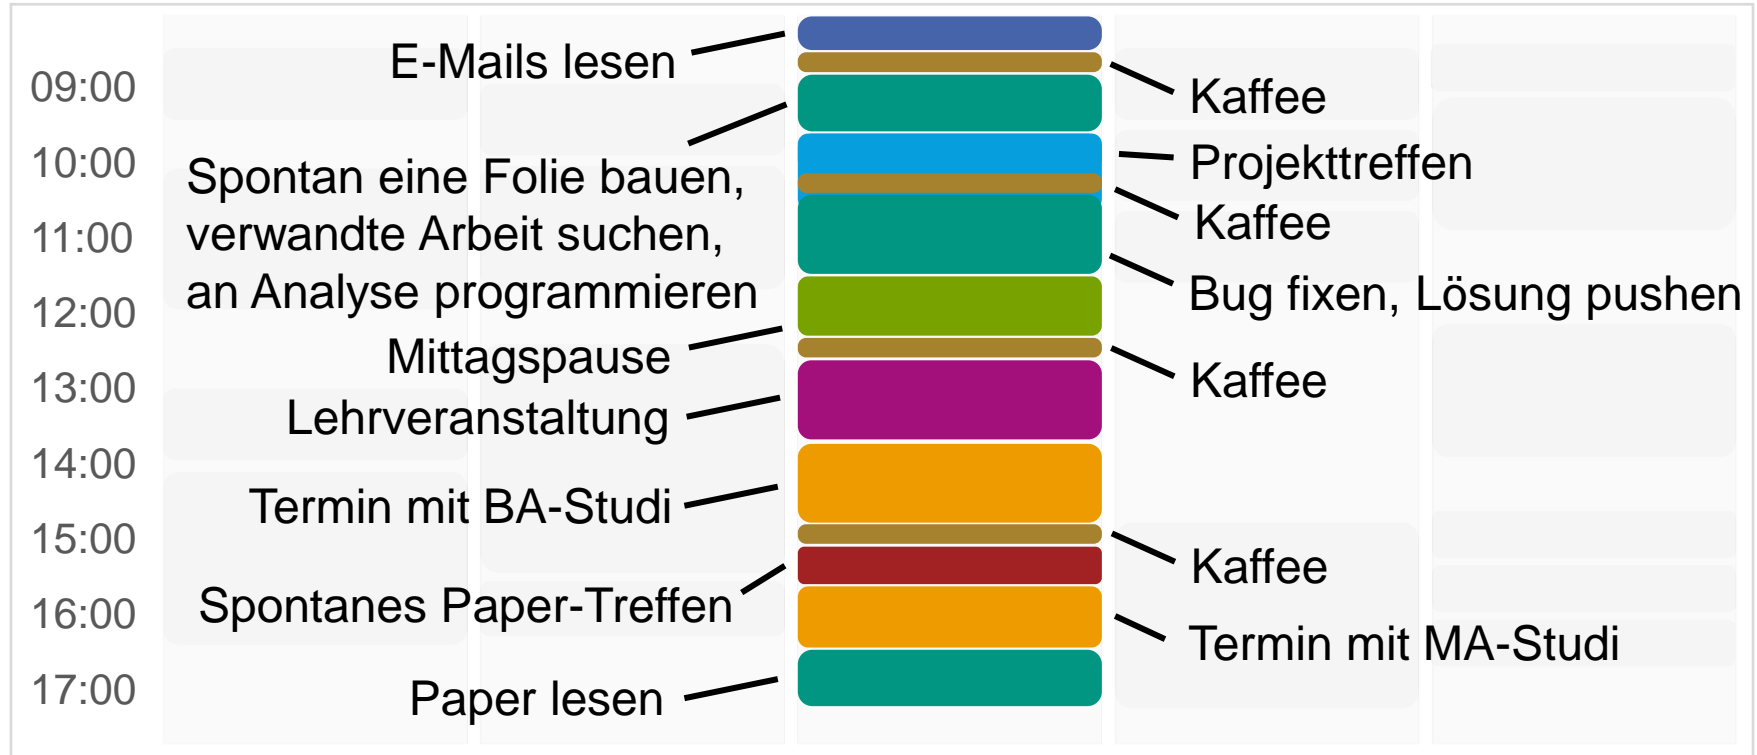 E-Mails lesen
09:00
Kaffee
10:00
Projekttreffen
Spontan eine Folie bauen,
verwandte Arbeit suchen,
an Analyse programmieren
Kaffee
11:00
Bug fixen, Lösung pushen
12:00
Mittagspause
13:00
Kaffee
Lehrveranstaltung
14:00
Termin mit BA-Studi
15:00
Kaffee
Spontanes Paper-Treffen
16:00
Termin mit MA-Studi
17:00
Paper lesen